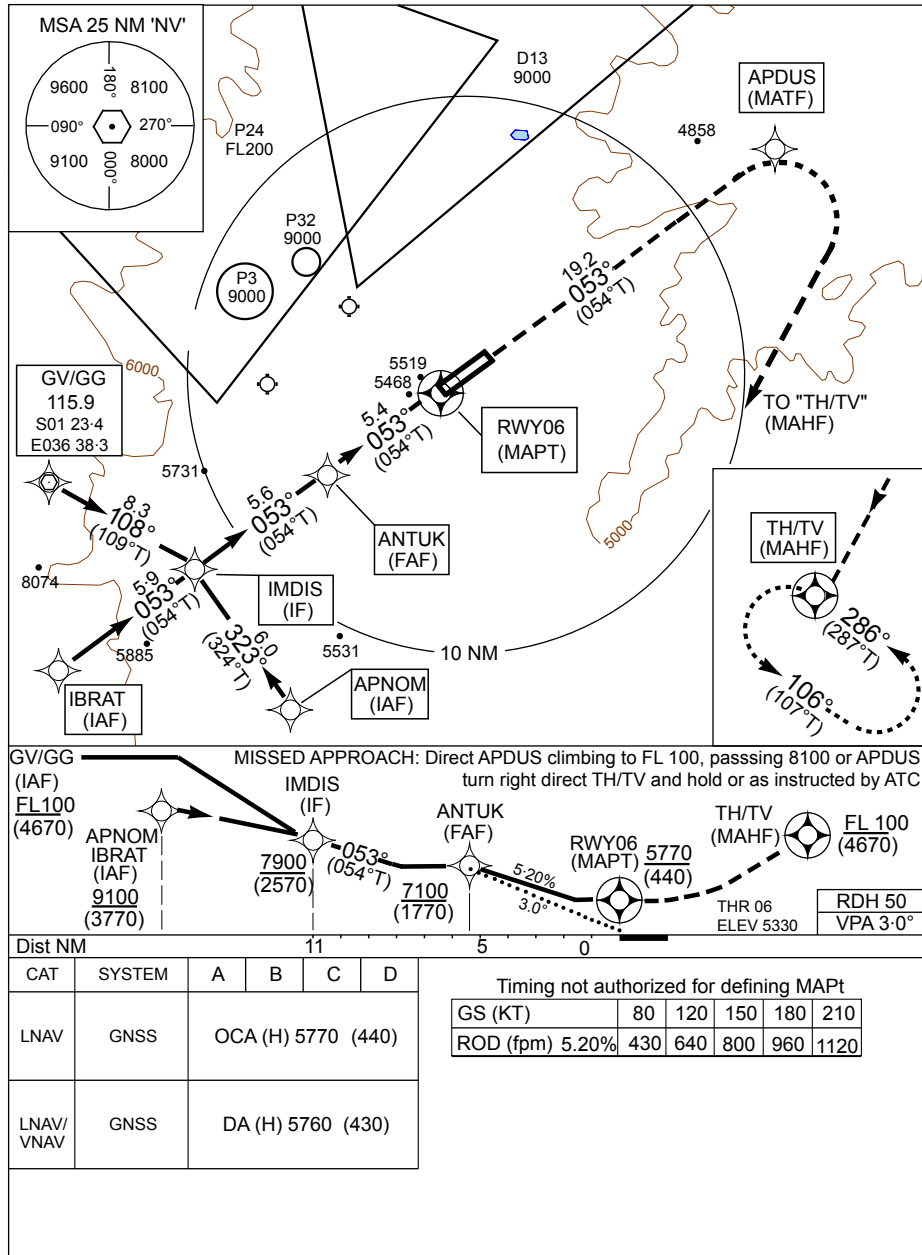 MSA 25 NM 'NV'
9600
180°
8100
090°
270°
9100
000°
8000
D13
9000
P24
FL200
P32
9000
P3
9000
APDUS
(MATF)
4858
19.2
053°
(054°T)
6000
5519
5468
GV/GG
115.9
S01 23·4
E036 38·3
5.4
053°
(054°T)
RWY06
(MAPT)
TO "TH/TV"
(MAHF)
5731
5.6
053°
(054°T)
ANTUK
(FAF)
5000
8.3
108°
(109°T)
8074
5.9
053°
(054°T)
IMDIS
(IF)
5885
6.0
323°
(324°T)
5531
10 NM
IBRAT
(IAF)
APNOM
(IAF)
TH/TV
(MAHF)
286°
(287°T)
106°
(107°T)
MISSED APPROACH: Direct APDUS climbing to FL 100, passsing 8100 or APDUS
turn right direct TH/TV and hold or as instructed by ATC
GV/GG
(IAF)
FL100
(4670)
APNOM
IBRAT
(IAF)
9100
(3770)
IMDIS
(IF)
7900
(2570)
053°
(054°T)
ANTUK
(FAF)
7100
(1770)
5·20%
3.0°
RWY06
(MAPT)
5770
(440)
TH/TV
(MAHF)
FL 100
(4670)
THR 06
ELEV 5330
RDH 50
VPA 3·0°
Dist NM 11 5 0
CAT SYSTEM A B C D
LNAV GNSS OCA (H) 5770 (440)
LNAV/
VNAV GNSS DA (H) 5760 (430)
Timing not authorized for defining MAPt
GS (KT) 80 120 150 180 210
ROD (fpm) 5.20% 430 640 800 960 1120